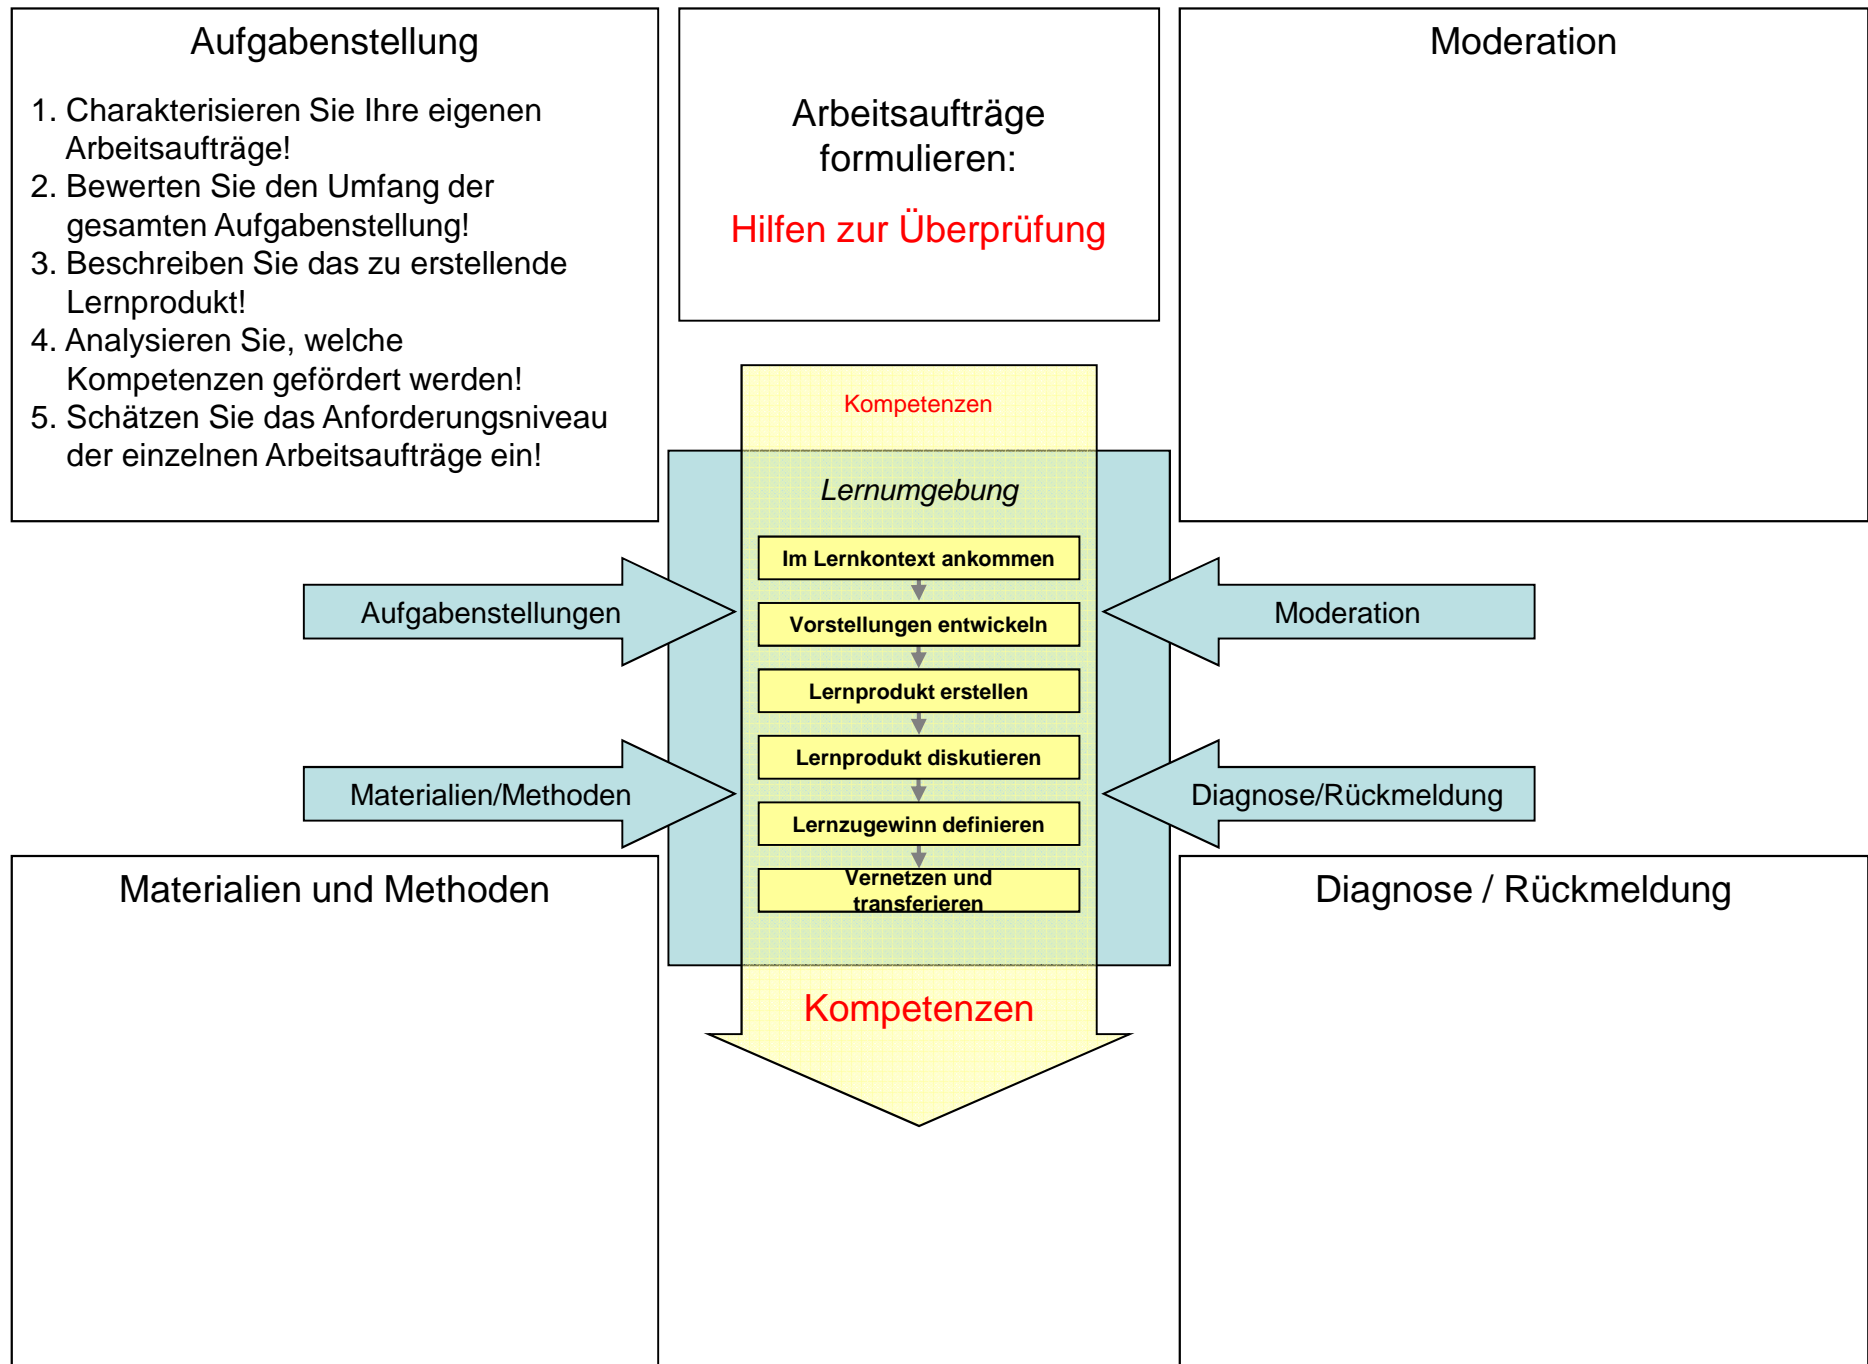 Aufgabenstellung
1. Charakterisieren Sie Ihre eigenen
Arbeitsaufträge!
2. Bewerten Sie den Umfang der
gesamten Aufgabenstellung!
3. Beschreiben Sie das zu erstellende
Lernprodukt!
4. Analysieren Sie, welche
Kompetenzen gefördert werden!
5. Schätzen Sie das Anforderungsniveau
der einzelnen Arbeitsaufträge ein!
Arbeitsaufträge
formulieren:
Hilfen zur Überprüfung
Moderation
Kompetenzen
Lernumgebung
Im Lernkontext ankommen
Vorstellungen entwickeln
Lernprodukt erstellen
Lernprodukt diskutieren
Lernzugewinn definieren
Vernetzen und
transferieren
Kompetenzen
Aufgabenstellungen
Materialien/Methoden
Moderation
Diagnose/Rückmeldung
Materialien und Methoden
Diagnose / Rückmeldung